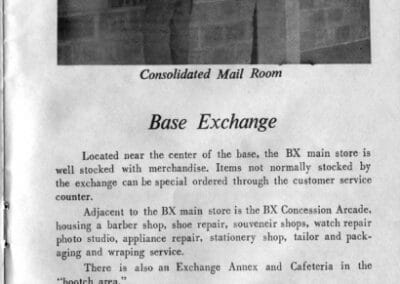 Consolidated Mail Room
Base Exchange
Located near the center of the base, the BX main store is
well stocked with merchandise. Items not normally stocked by
the exchange can be special ordered through the customer service
counter.
Adjacent to the BX main store is the BX Concession Arcade,
housing a barber shop, shoe repair, souveneir shops, watch repair
photo studio, appliance repair, stationery shop, tailor and pack-
aging and wraping service.
There is also an Exchange Annex and Cafeteria in the
"hootch area."